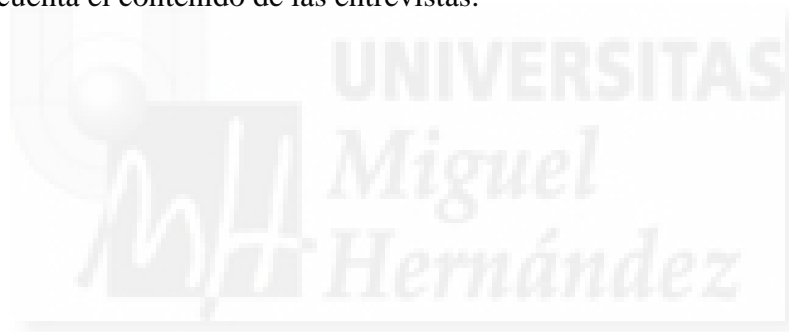 cuenta el contenido de las entrevistas.
UNIVERSITAS
Miguel
Hernández